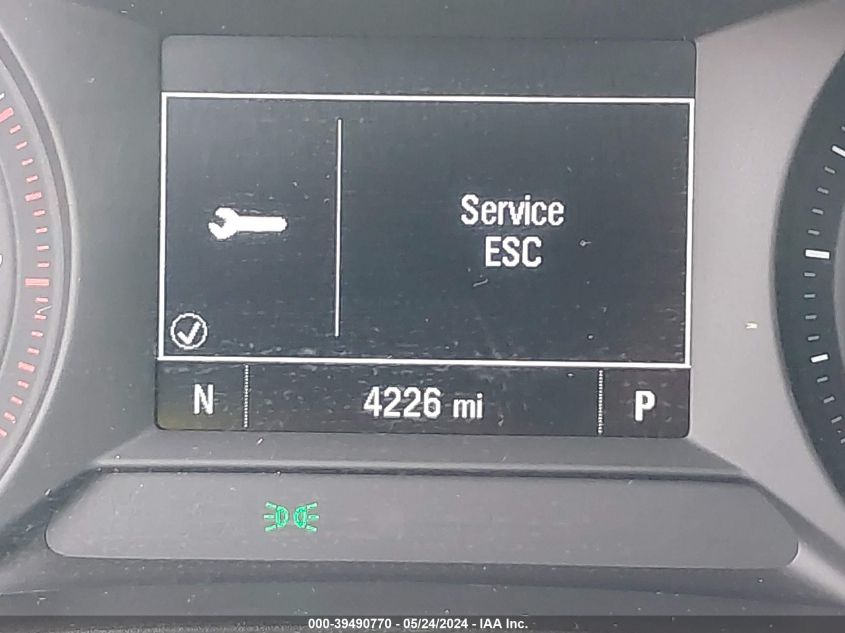 Service
ESC
N 4226 mi P
000-39490770 - 05/24/2024 - IAA Inc.